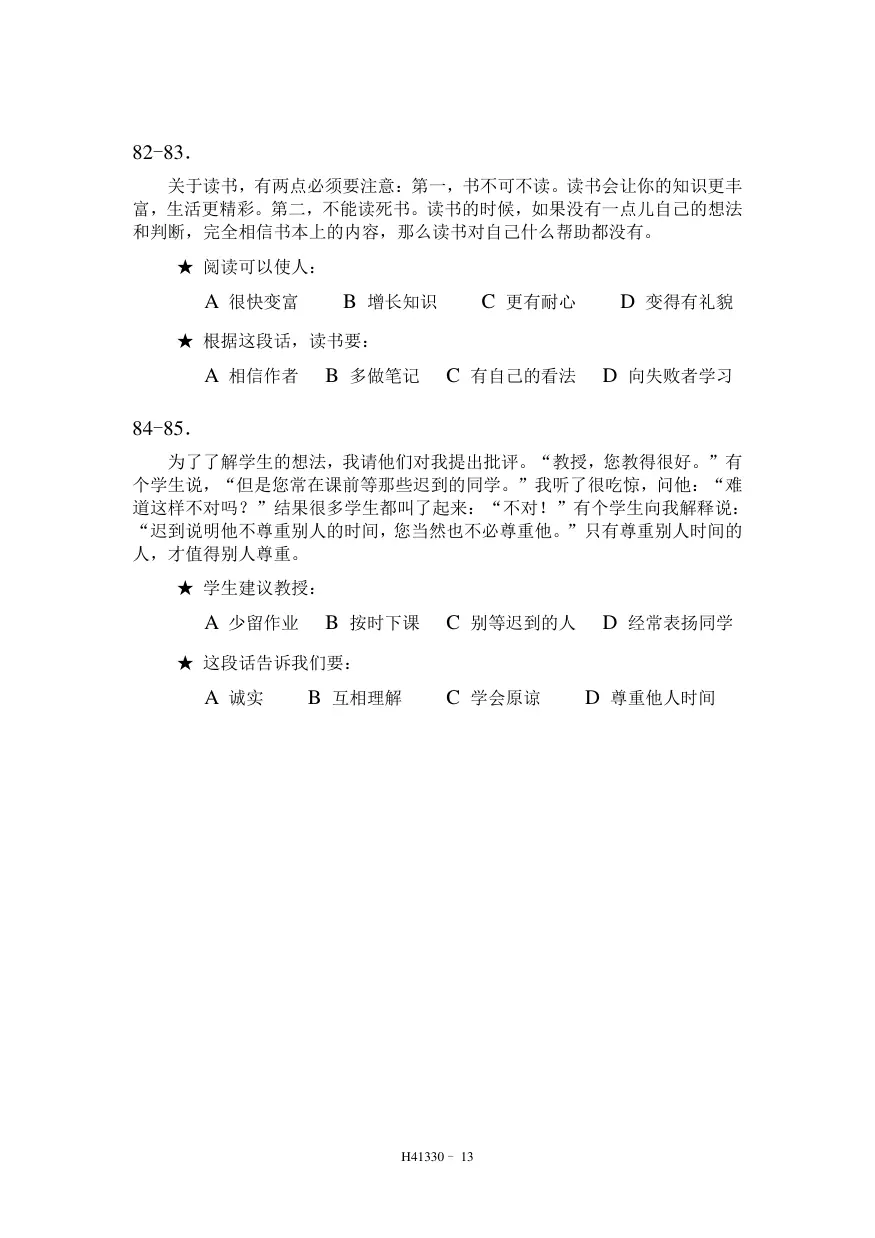 82-83.
关于读书，有两点必须要注意：第一，书不可不读。读书会让你的知识更丰
富，生活更精彩。第二，不能读死书。读书的时候，如果没有一点儿自己的想法
和判断，完全相信书本上的内容，那么读书对自己什么帮助都没有。
★ 阅读可以使人：
A 很快变富 B 增长知识 C 更有耐心 D 变得有礼貌
★ 根据这段话，读书要：
A 相信作者 B 多做笔记 C 有自己的看法 D 向失败者学习
84-85.
为了了解学生的想法，我请他们对我提出批评。“教授，您教得很好。”有
个学生说，“但是您常在课前等那些迟到的同学。”我听了很吃惊，问他：“难
道这样不对吗？”结果很多学生都叫了起来：“不对！”有个学生向我解释说：
“迟到说明他不尊重别人的时间，您当然也不必尊重他。”只有尊重别人时间的
人，才值得别人尊重。
★ 学生建议教授：
A 少留作业 B 按时下课 C 别等迟到的人 D 经常表扬同学
★ 这段话告诉我们要：
A 诚实 B 互相理解 C 学会原谅 D 尊重他人时间
H41330 - 13